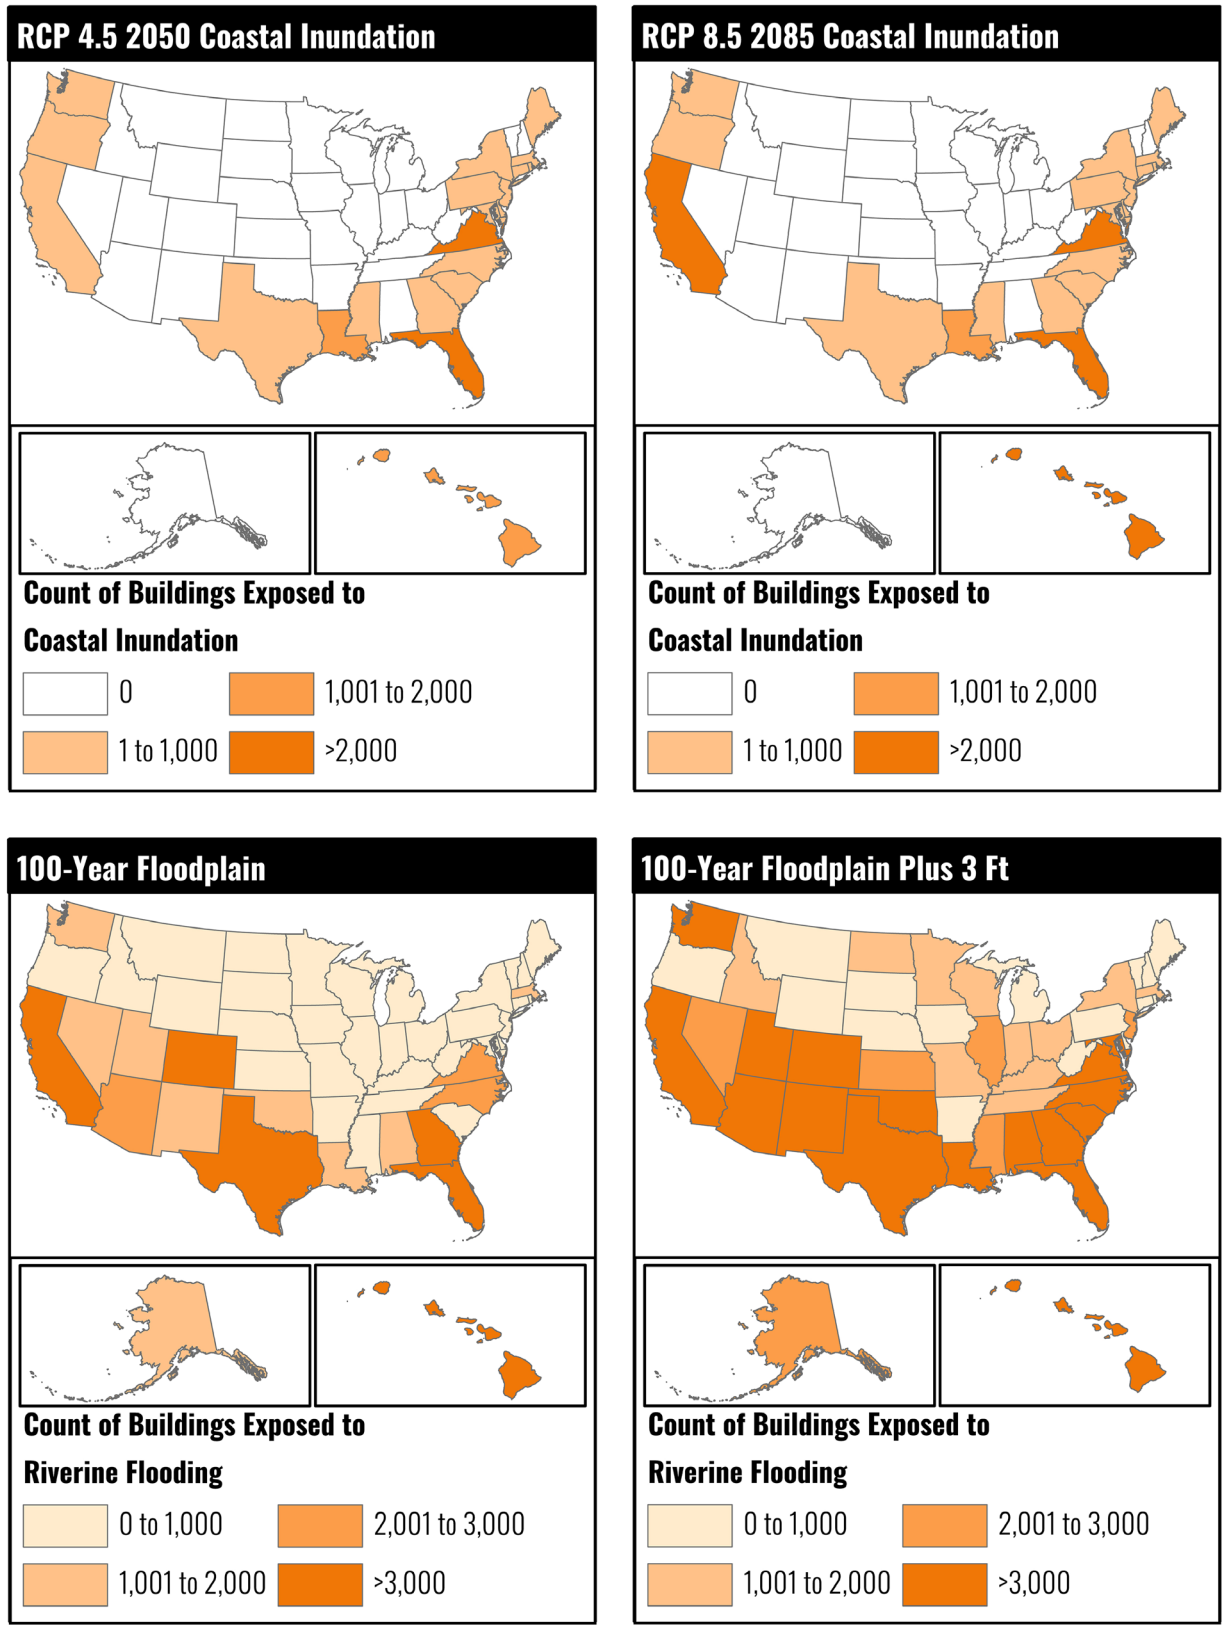 RCP 4.5 2050 Coastal Inundation
Count of Buildings Exposed to
Coastal Inundation
0
1,001 to 2,000
1 to 1,000
>2,000
RCP 8.5 2085 Coastal Inundation
Count of Buildings Exposed to
Coastal Inundation
0
1,001 to 2,000
1 to 1,000
>2,000
100-Year Floodplain
Count of Buildings Exposed to
Riverine Flooding
0 to 1,000
2,001 to 3,000
1,001 to 2,000
>3,000
100-Year Floodplain Plus 3 Ft
Count of Buildings Exposed to
Riverine Flooding
0 to 1,000
2,001 to 3,000
1,001 to 2,000
>3,000